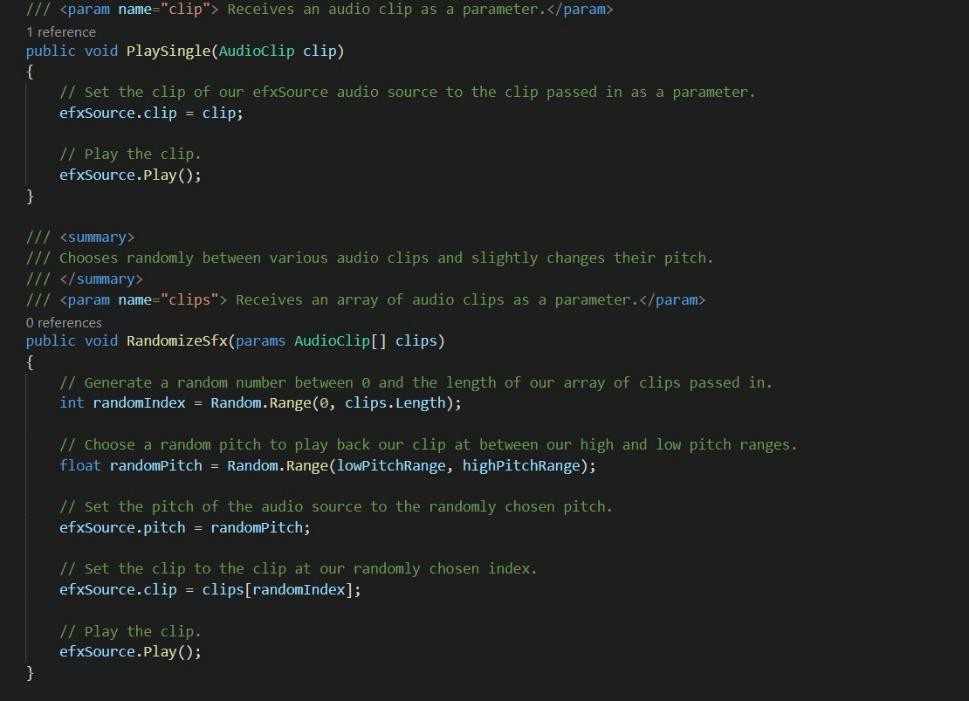 /// <param name="clip"> Receives an audio clip as a parameter.</param>
1 reference
public void PlaySingle(AudioClip clip)
{
// Set the clip of our efxSource audio source to the clip passed in as a parameter.
efxSource.clip = clip;
// Play the clip.
efxSource.Play();
}
/// <summary>
/// Chooses randomly between various audio clips and slightly changes their pitch.
/// </summary>
/// <param name="clips"> Receives an array of audio clips as a parameter.</param>
0 references
public void RandomizeSfx(params AudioClip[] clips)
{
// Generate a random number between 0 and the length of our array of clips passed in.
int randomIndex = Random.Range(0, clips.Length);
// Choose a random pitch to play back our clip at between our high and low pitch ranges.
float randomPitch = Random.Range(lowPitchRange, highPitchRange);
// Set the pitch of the audio source to the randomly chosen pitch.
efxSource.pitch = randomPitch;
// Set the clip to the clip at our randomly chosen index.
efxSource.clip = clips[randomIndex];
// Play the clip.
efxSource.Play();
}